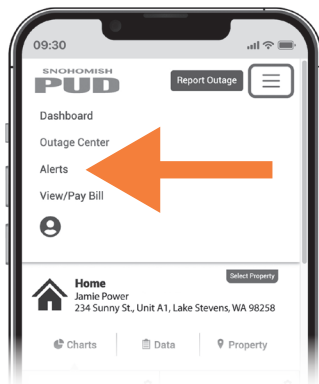 09:30
SNOHOMISH
PUD
Report Outage
Dashboard
Outage Center
Alerts
View/Pay Bill
Select Property
Home
Jamie Power
234 Sunny St., Unit A1, Lake Stevens, WA 98258
Charts Data Property